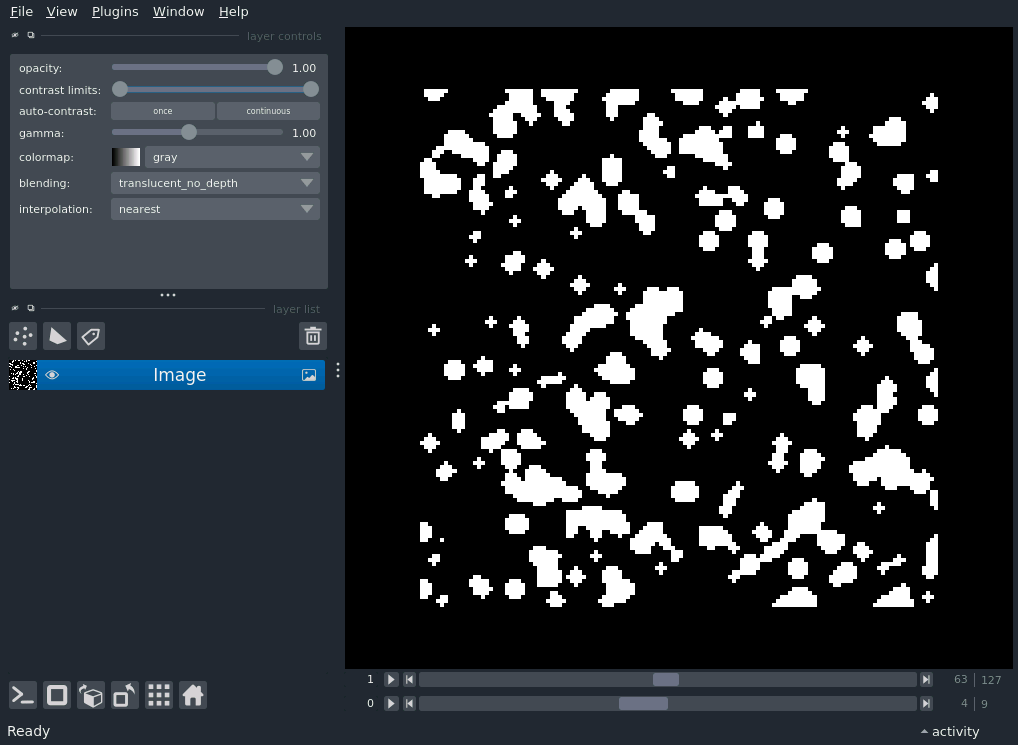 File View Plugins Window Help
layer controls
opacity: 1.00
contrast limits:
auto-contrast: once continuous
gamma: 1.00
colormap: gray
blending: translucent_no_depth
interpolation: nearest
layer list
Image
1 63 127
0 4 9
Ready activity